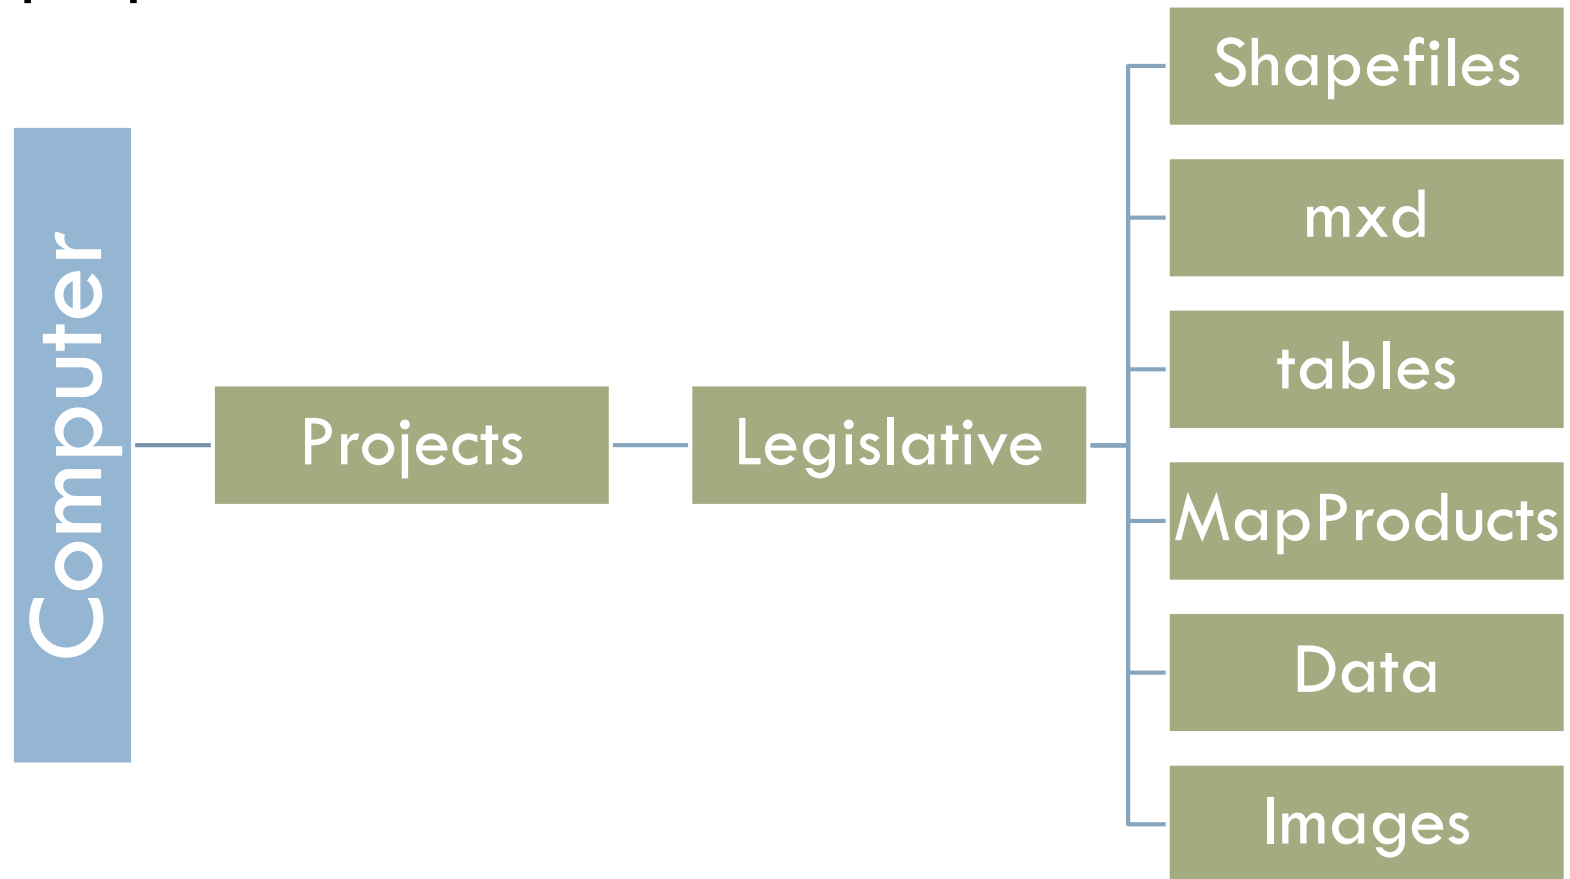 Computer
Projects
Legislative
Shapefiles
mxd
tables
MapProducts
Data
Images